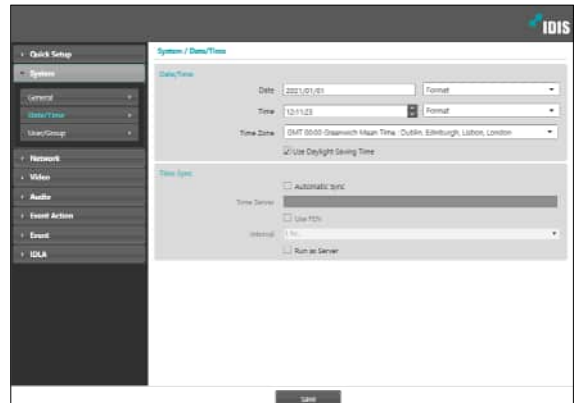 IDIS
Quick Setup
System
General
Date/Time
User/Group
Network
Video
Audio
Event Action
Event
IDLA
System / Date/Time
Date/Time
Date 2021/01/01 Format
Time 12:11:23 Format
Time Zone GMT 00:00 Greenwich Mean Time : Dublin, Edinburgh, Lisbon, London
Use Daylight Saving Time
Time Sync
Automatic Sync
Time Server
Use FEN
Interval
Run as Server
Save